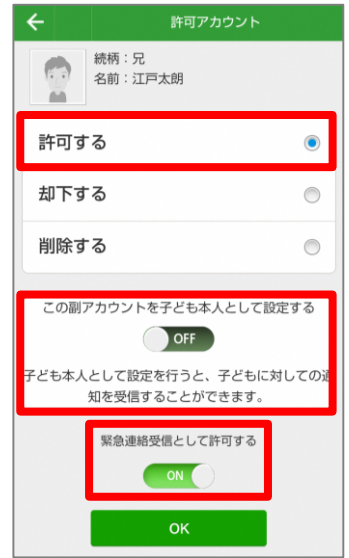 許可アカウント
続柄：兄
名前：江戸太朗
許可する
却下する
削除する
この副アカウントを子ども本人として設定する
OFF
子ども本人として設定を行うと、子どもに対しての通
知を受信することができます。
緊急連絡受信として許可する
ON
OK